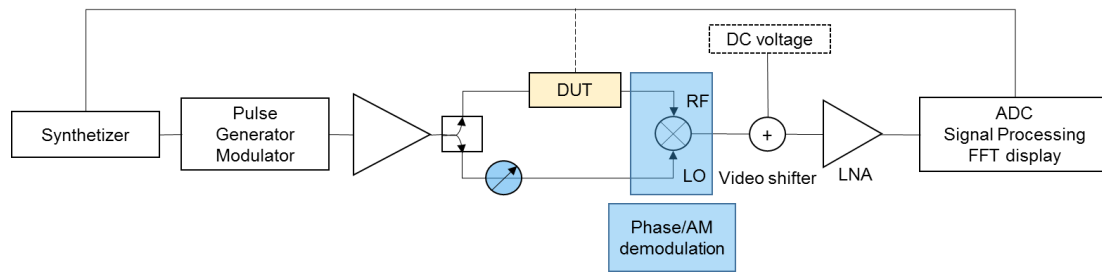 DC voltage
DUT
RF
Synthetizer
Pulse
Generator
Modulator
+
ADC
Signal Processing
FFT display
LO
Video shifter
LNA
Phase/AM
demodulation